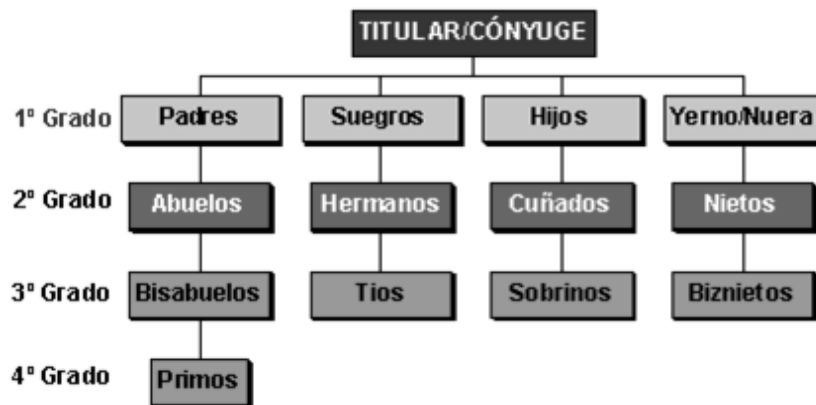 TITULAR/CÓNYUGE
1º Grado Padres Suegros Hijos Yerno/Nuera
2º Grado Abuelos Hermanos Cuñados Nietos
3º Grado Bisabuelos Tios Sobrinos Biznietos
4º Grado Primos